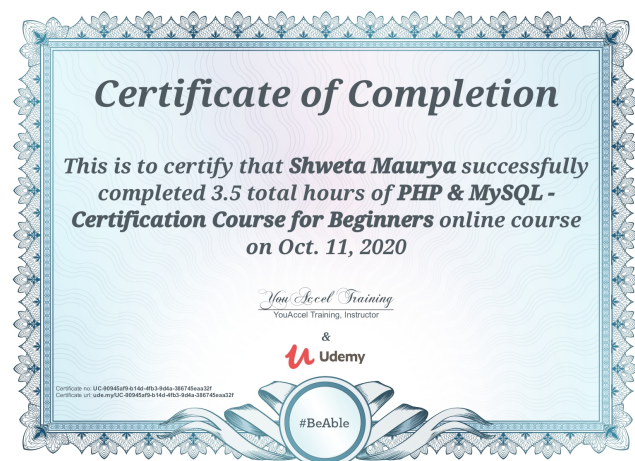 Certificate of Completion
This is to certify that Shweta Maurya successfully
completed 3.5 total hours of PHP & MySQL -
Certification Course for Beginners online course
on Oct. 11, 2020
YouAccel Training
YouAccel Training, Instructor
&
Udemy
Certificate no: UC-96945af9-b14d-4fb3-9d4a-386745eaa32f
Certificate url: ude.my/UC-96945af9-b14d-4fb3-9d4a-386745eaa32f
#BeAble